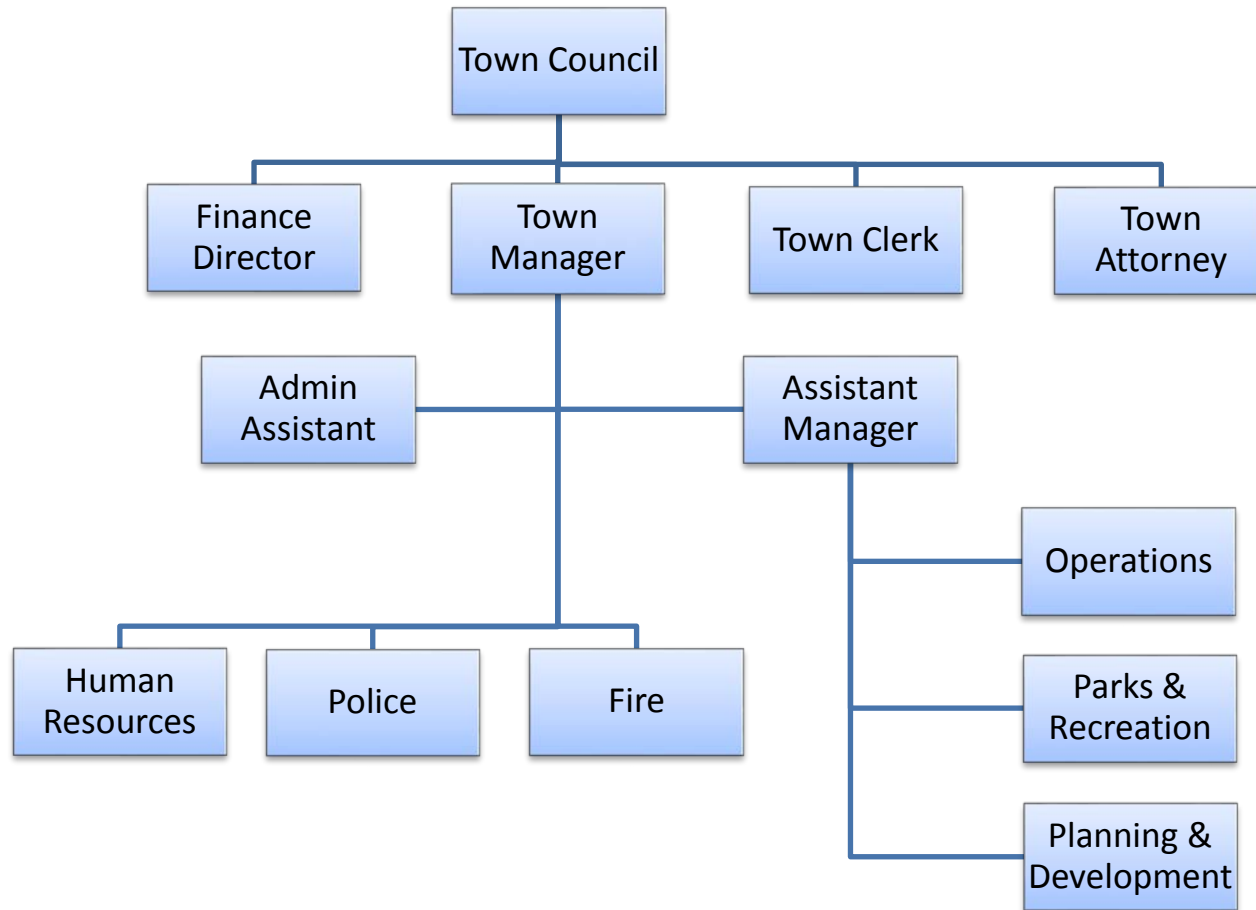 Town Council
Finance
Director
Town
Manager
Town Clerk
Town
Attorney
Admin
Assistant
Assistant
Manager
Operations
Human
Resources
Police
Fire
Parks &
Recreation
Planning &
Development